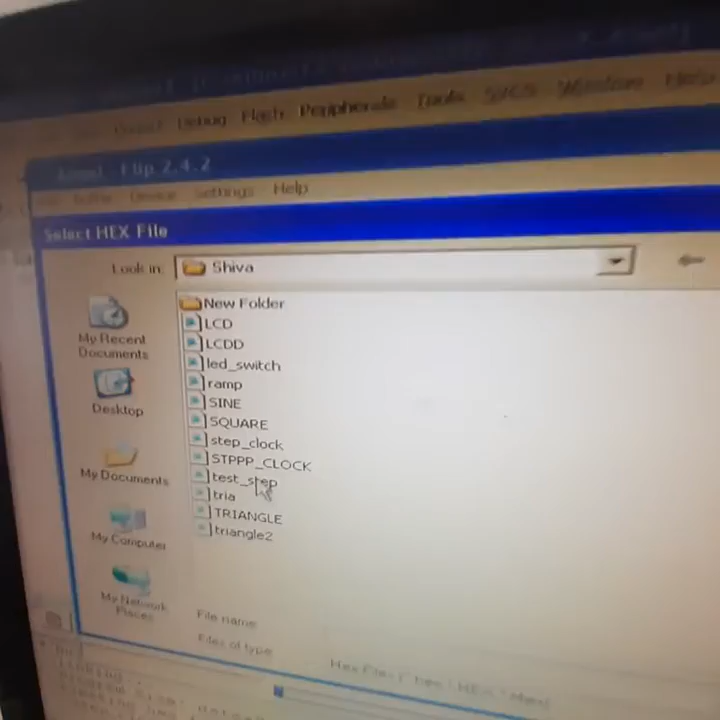 Debug Flash Peripherals Tools SVCS Window Help
Atmel Flip 2.4.2
Buffer Device Settings Help
Select HEX File
Look in: Shiva
New Folder
LCD
LCDD
led_switch
ramp
SINE
SQUARE
step_clock
STPPP_CLOCK
test_step
tria
TRIANGLE
triangle2
My Recent
Documents
Desktop
My Documents
My Computer
My Network
Places
File name
Files of type